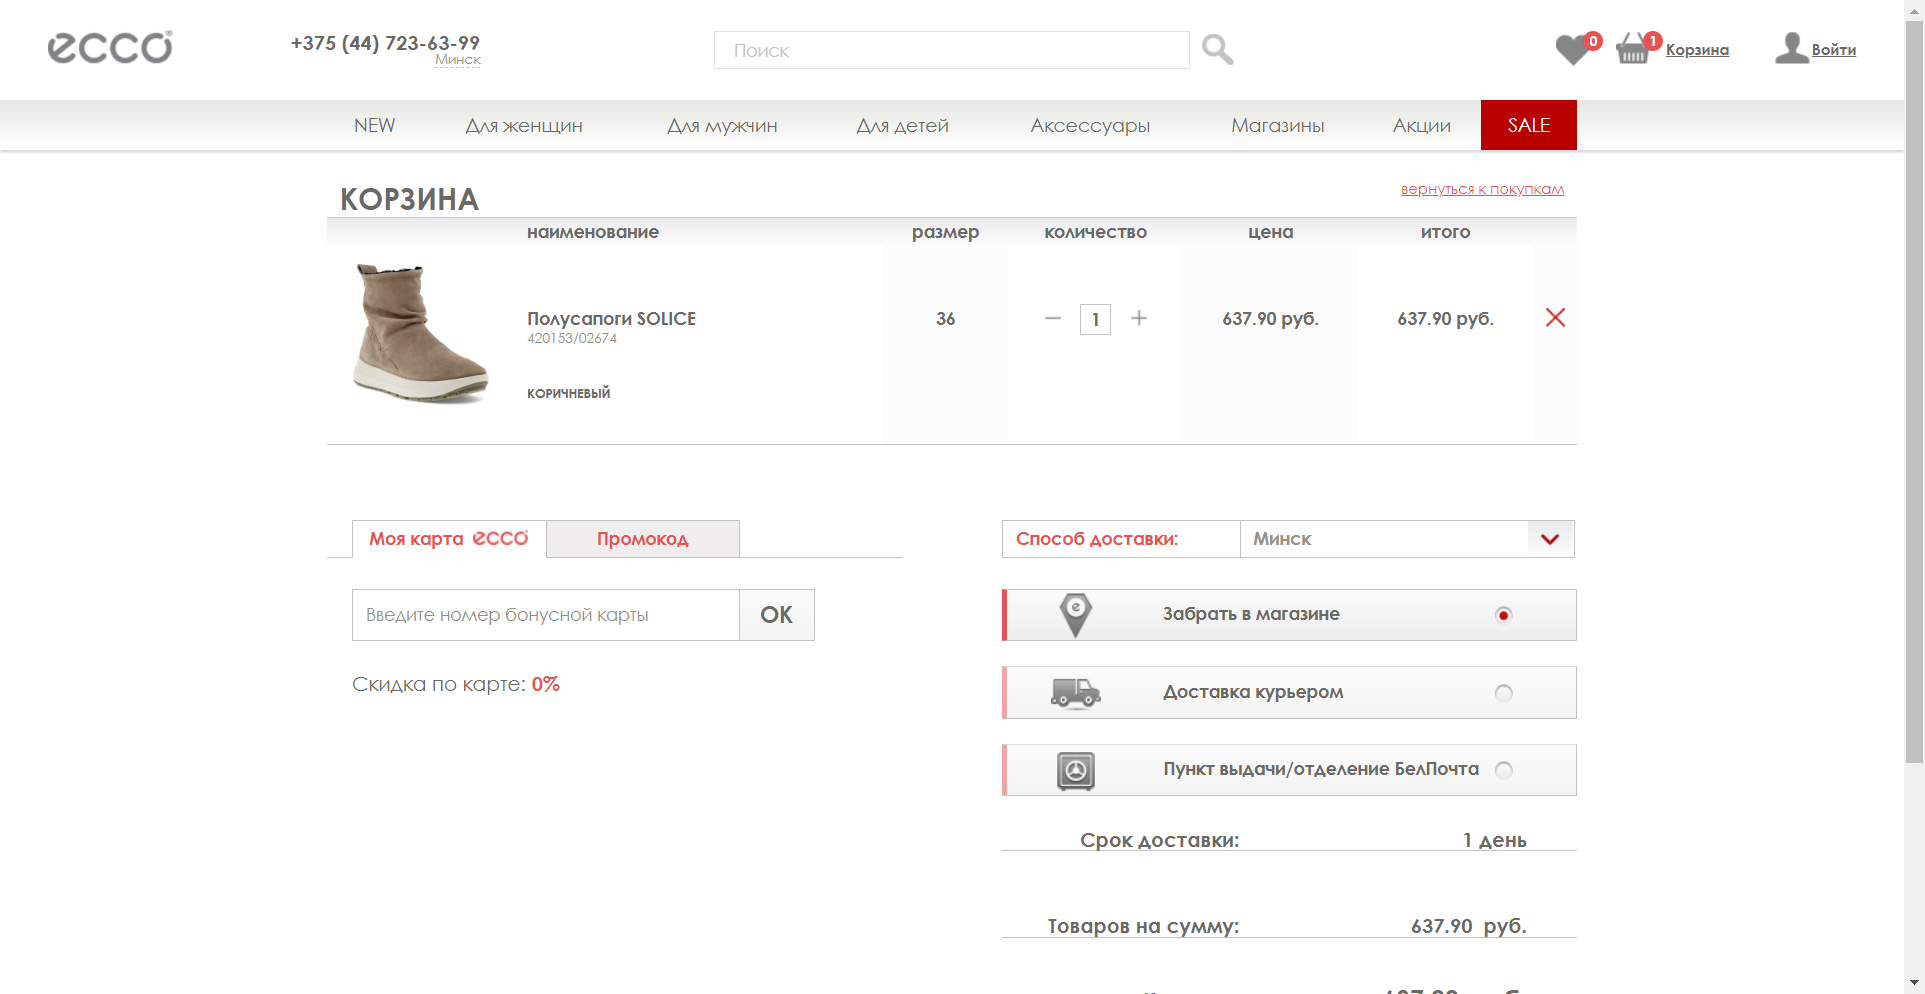 ecco
+375 (44) 723-63-99
Минск
Поиск
0
1
Корзина
Войти
NEW
Для женщин
Для мужчин
Для детей
Аксессуары
Магазины
Акции
SALE
КОРЗИНА
вернуться к покупкам
наименование размер количество цена итого
Полусапоги SOLICE 36 1 637.90 руб. 637.90 руб.
420153/02674
КОРИЧНЕВЫЙ
Моя карта ecco
Промокод
Введите номер бонусной карты
OK
Скидка по карте: 0%
Способ доставки:
Минск
Забрать в магазине
Доставка курьером
Пункт выдачи/отделение БелПочта
Срок доставки: 1 день
Товаров на сумму: 637.90 руб.